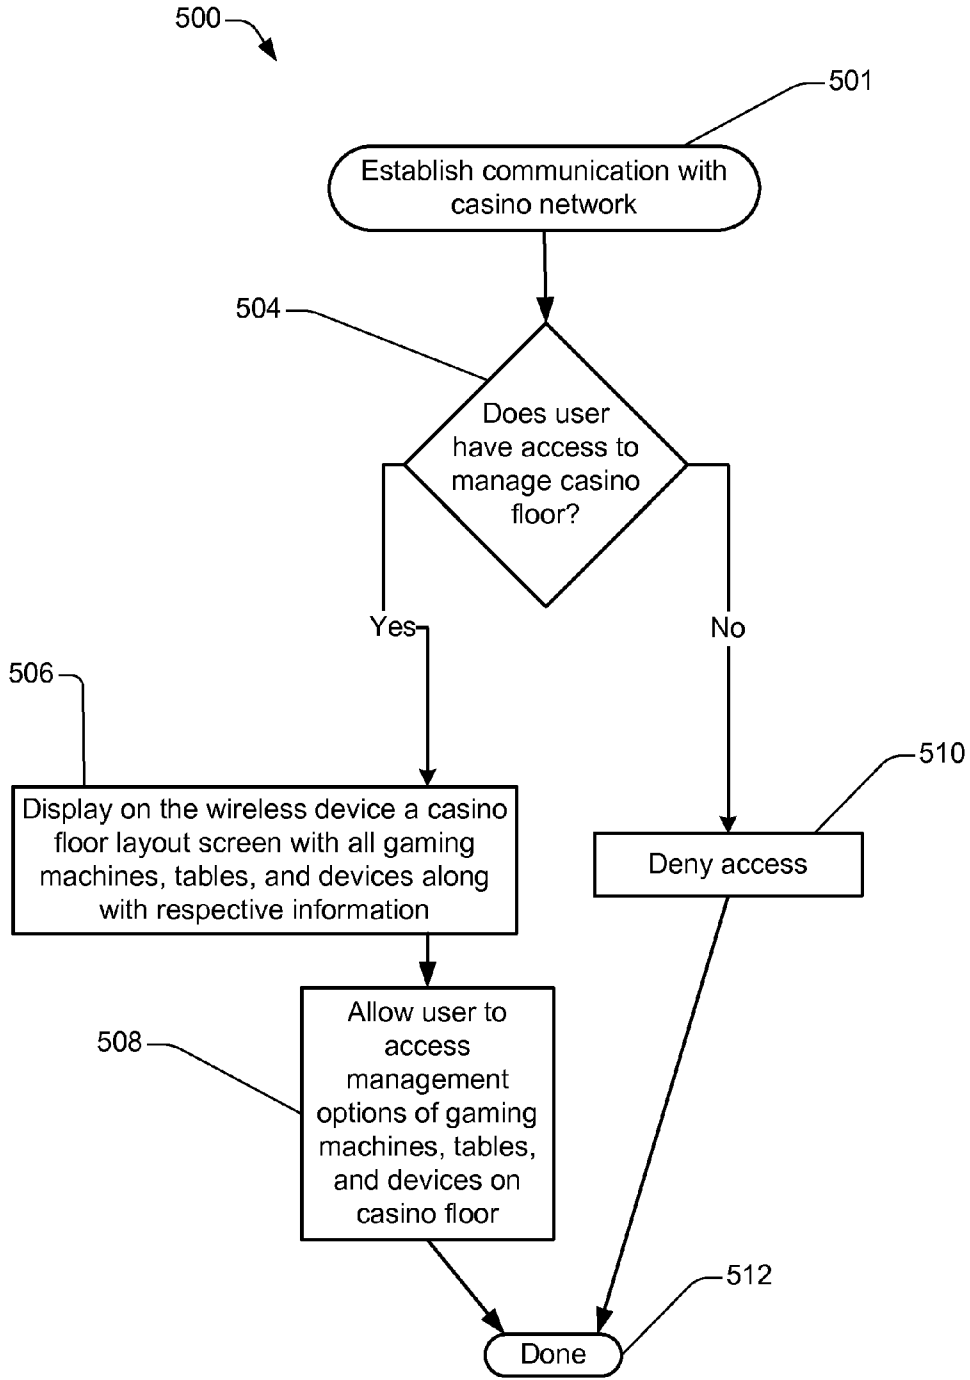 500
501
Establish communication with
casino network
504
Does user
have access to
manage casino
floor?
Yes
No
506
510
Display on the wireless device a casino
floor layout screen with all gaming
machines, tables, and devices along
with respective information
Deny access
508
Allow user to
access
management
options of gaming
machines, tables,
and devices on
casino floor
512
Done